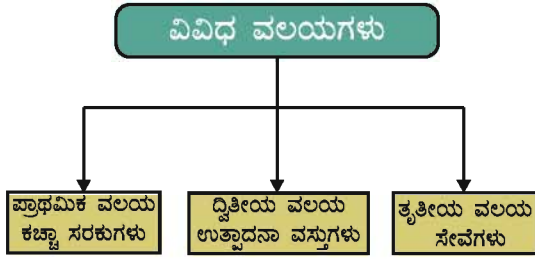 ವಿವಿಧ ವಲಯಗಳು
ಪ್ರಾಥಮಿಕ ವಲಯ
ಕಚ್ಚಾ ಸರಕುಗಳು
ದ್ವಿತೀಯ ವಲಯ
ಉತ್ಪಾದನಾ ವಸ್ತುಗಳು
ತೃತೀಯ ವಲಯ
ಸೇವೆಗಳು